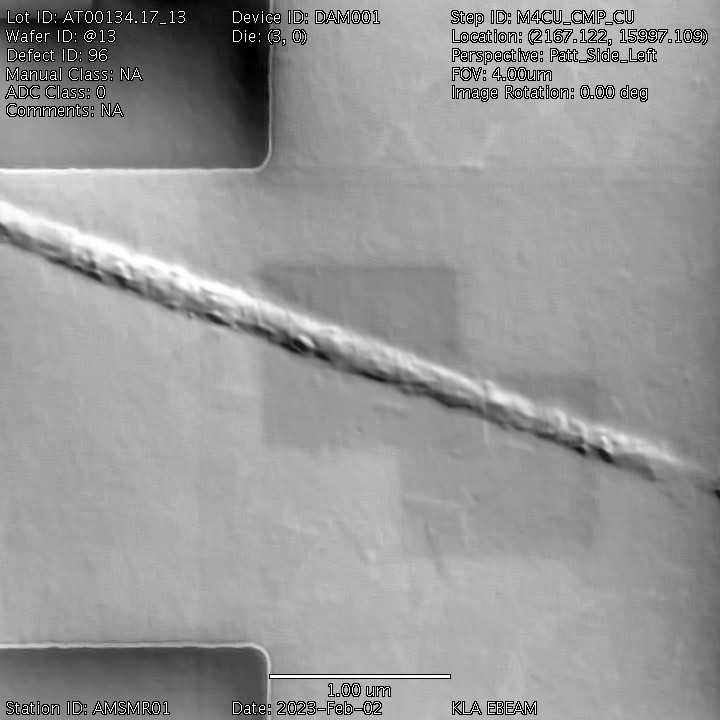 Lot ID: AT00134.17_13
Wafer ID: @13
Defect ID: 96
Manual Class: NA
ADC Class: 0
Comments: NA
Device ID: DAM001
Die: (3, 0)
Step ID: M4CU_CMP_CU
Location: (2167.122, 15997.109)
Perspective: Patt_Side_Left
FOV: 4.00um
Image Rotation: 0.00 deg
1.00 um
Station ID: AMSMR01
Date: 2023-Feb-02
KLA EBEAM